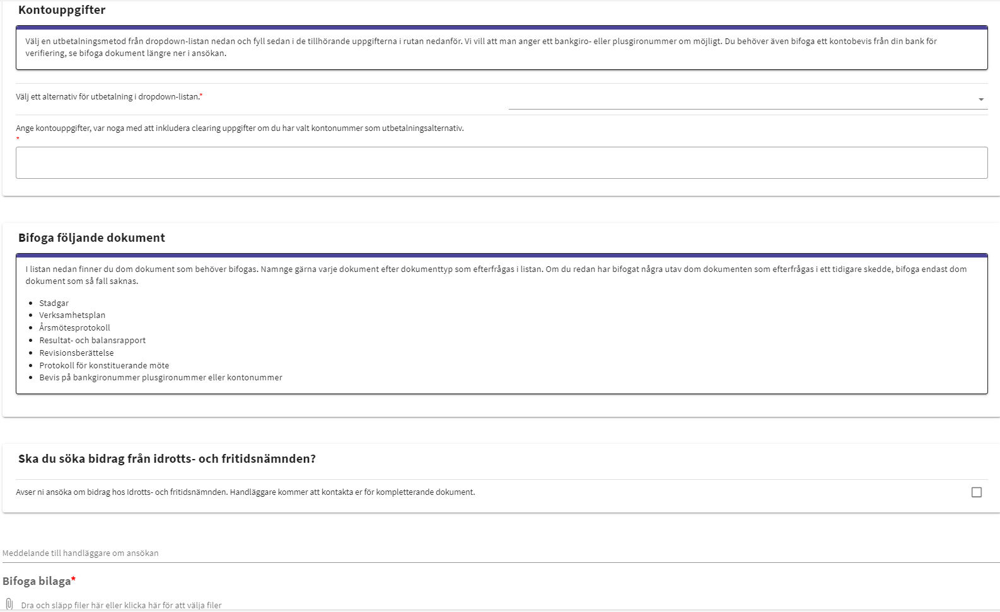 Kontouppgifter
Välj en utbetalningsmetod från dropdown-listan nedan och fyll sedan i de tillhörande uppgifterna i rutan nedanför. Vi vill att man anger ett bankgiro- eller plusgironummer om möjligt. Du behöver även bifoga ett kontobevis från din bank för
verifiering, se bifoga dokument längre ner i ansökan.
Välj ett alternativ för utbetalning i dropdown-listan.*
Ange kontouppgifter, var noga med att inkludera clearing uppgifter om du har valt kontonummer som utbetalningsalternativ.
*
Bifoga följande dokument
I listan nedan finner du dom dokument som behöver bifogas. Namnge gärna varje dokument efter dokumenttyp som efterfrågas i listan. Om du redan har bifogat några utav dom dokumenten som efterfrågas i ett tidigare skedde, bifoga endast dom
dokument som så fall saknas.
• Stadgar
• Verksamhetsplan
• Årsmötesprotokoll
• Resultat- och balansrapport
• Revisionsberättelse
• Protokoll för konstituerande möte
• Bevis på bankgironummer plusgironummer eller kontonummer
Ska du söka bidrag från idrotts- och fritidsnämnden?
Avser ni ansöka om bidrag hos Idrotts- och fritidsnämnden. Handläggare kommer att kontakta er för kompletterande dokument.
Meddelande till handläggare om ansökan
Bifoga bilaga*
Dra och släpp filer här eller klicka här för att välja filer